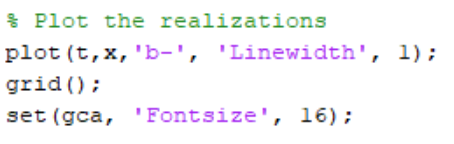 % Plot the realizations
plot(t,x,'b-', 'Linewidth', 1);
grid();
set(gca, 'Fontsize', 16);